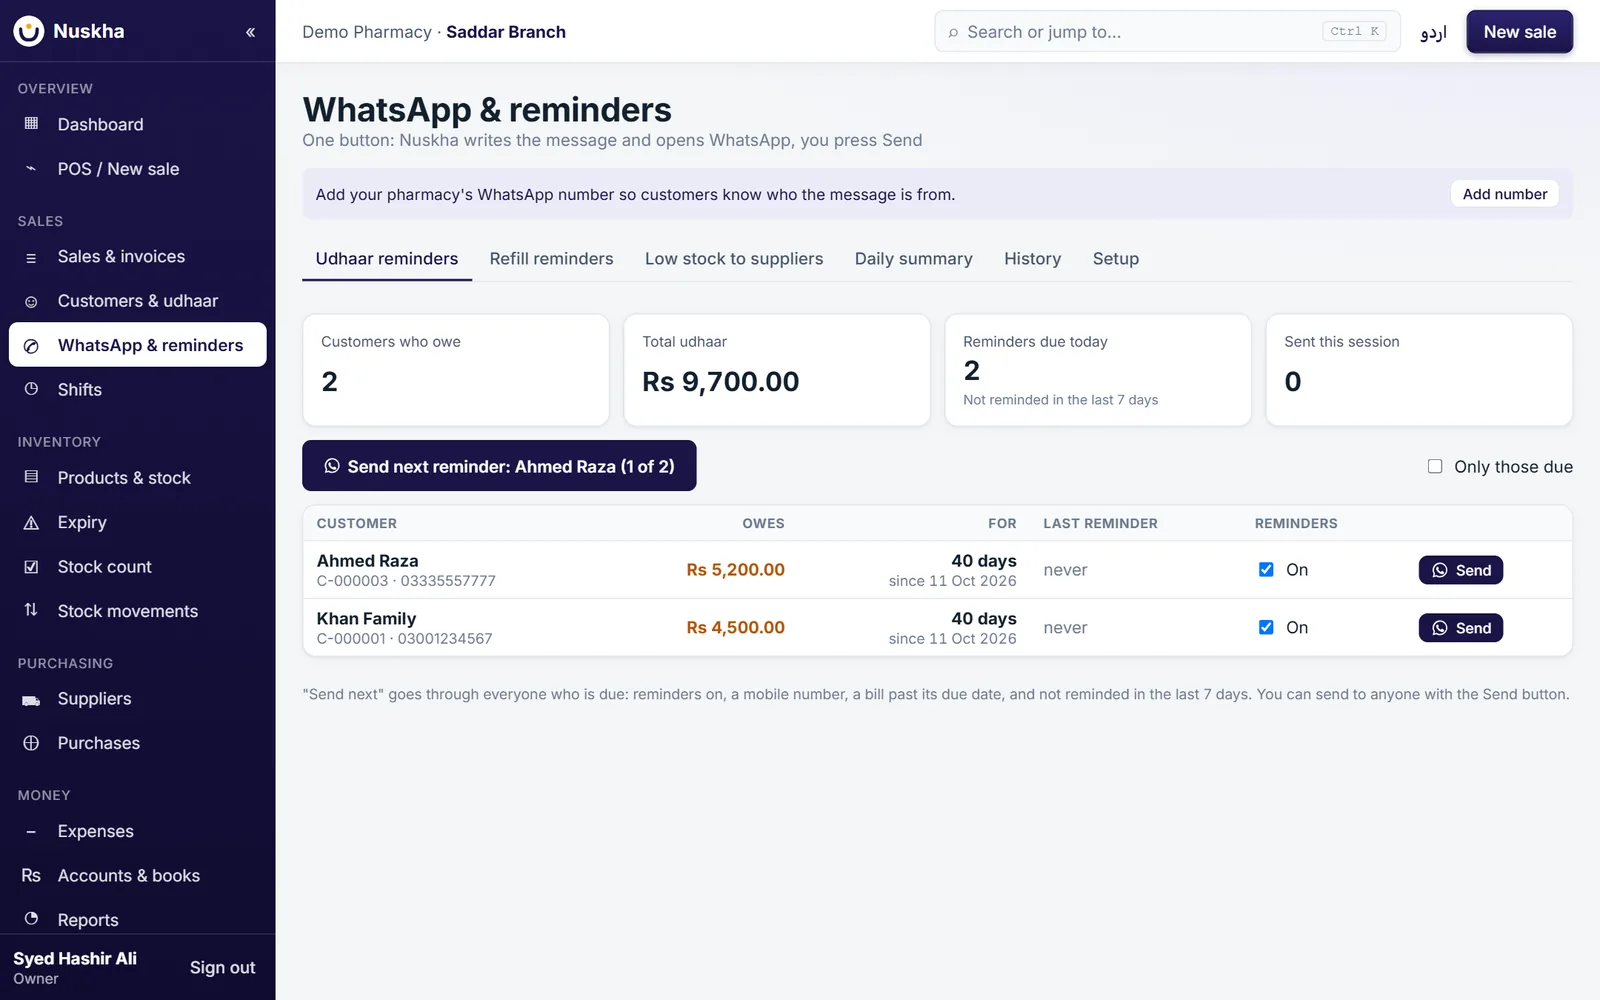 Nuskha
«
OVERVIEW
Dashboard
POS / New sale
SALES
Sales & invoices
Customers & udhaar
WhatsApp & reminders
Shifts
INVENTORY
Products & stock
Expiry
Stock count
Stock movements
PURCHASING
Suppliers
Purchases
MONEY
Expenses
Rs Accounts & books
Reports
Syed Hashir Ali
Owner
Sign out
Demo Pharmacy · Saddar Branch
Search or jump to...
Ctrl K
اردو
New sale
WhatsApp & reminders
One button: Nuskha writes the message and opens WhatsApp, you press Send
Add your pharmacy's WhatsApp number so customers know who the message is from.
Add number
Udhaar reminders
Refill reminders
Low stock to suppliers
Daily summary
History
Setup
Customers who owe
2
Total udhaar
Rs 9,700.00
Reminders due today
2
Not reminded in the last 7 days
Sent this session
0
Send next reminder: Ahmed Raza (1 of 2)
Only those due
CUSTOMER OWES FOR LAST REMINDER REMINDERS
Ahmed Raza Rs 5,200.00 40 days never On Send
C-000003 · 03335557777 since 11 Oct 2026
Khan Family Rs 4,500.00 40 days never On Send
C-000001 · 03001234567 since 11 Oct 2026
"Send next" goes through everyone who is due: reminders on, a mobile number, a bill past its due date, and not reminded in the last 7 days. You can send to anyone with the Send button.